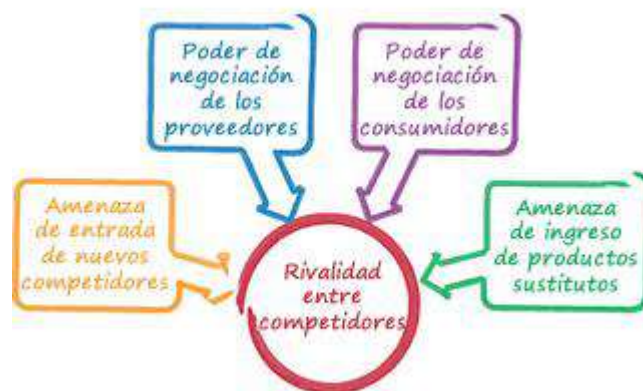 Poder de
negociación
de los
proveedores
Poder de
negociación
de los
consumidores
Amenaza
de entrada
de nuevos
competidores
Amenaza
de ingreso
de productos
sustitutos
Rivalidad
entre
competidores